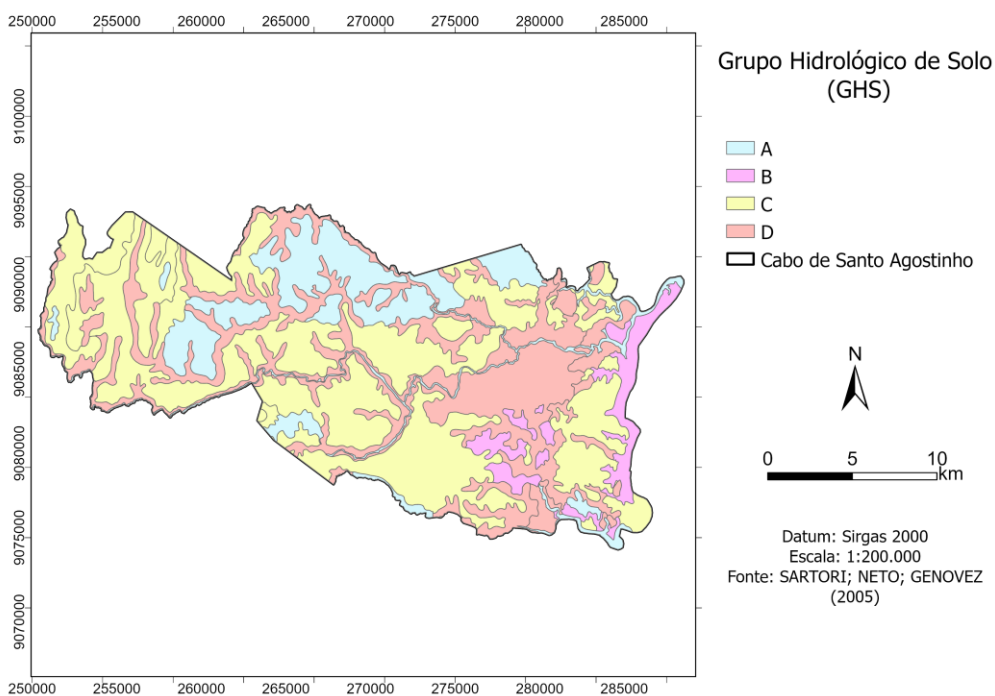 250000 255000 260000 265000 270000 275000 280000 285000
9100000
9095000
9090000
9085000
9080000
9075000
9070000
250000 255000 260000 265000 270000 275000 280000 285000
Grupo Hidrológico de Solo
(GHS)
A
B
C
D
Cabo de Santo Agostinho
N
0 5 10
km
Datum: Sirgas 2000
Escala: 1:200.000
Fonte: SARTORI; NETO; GENOVEZ
(2005)